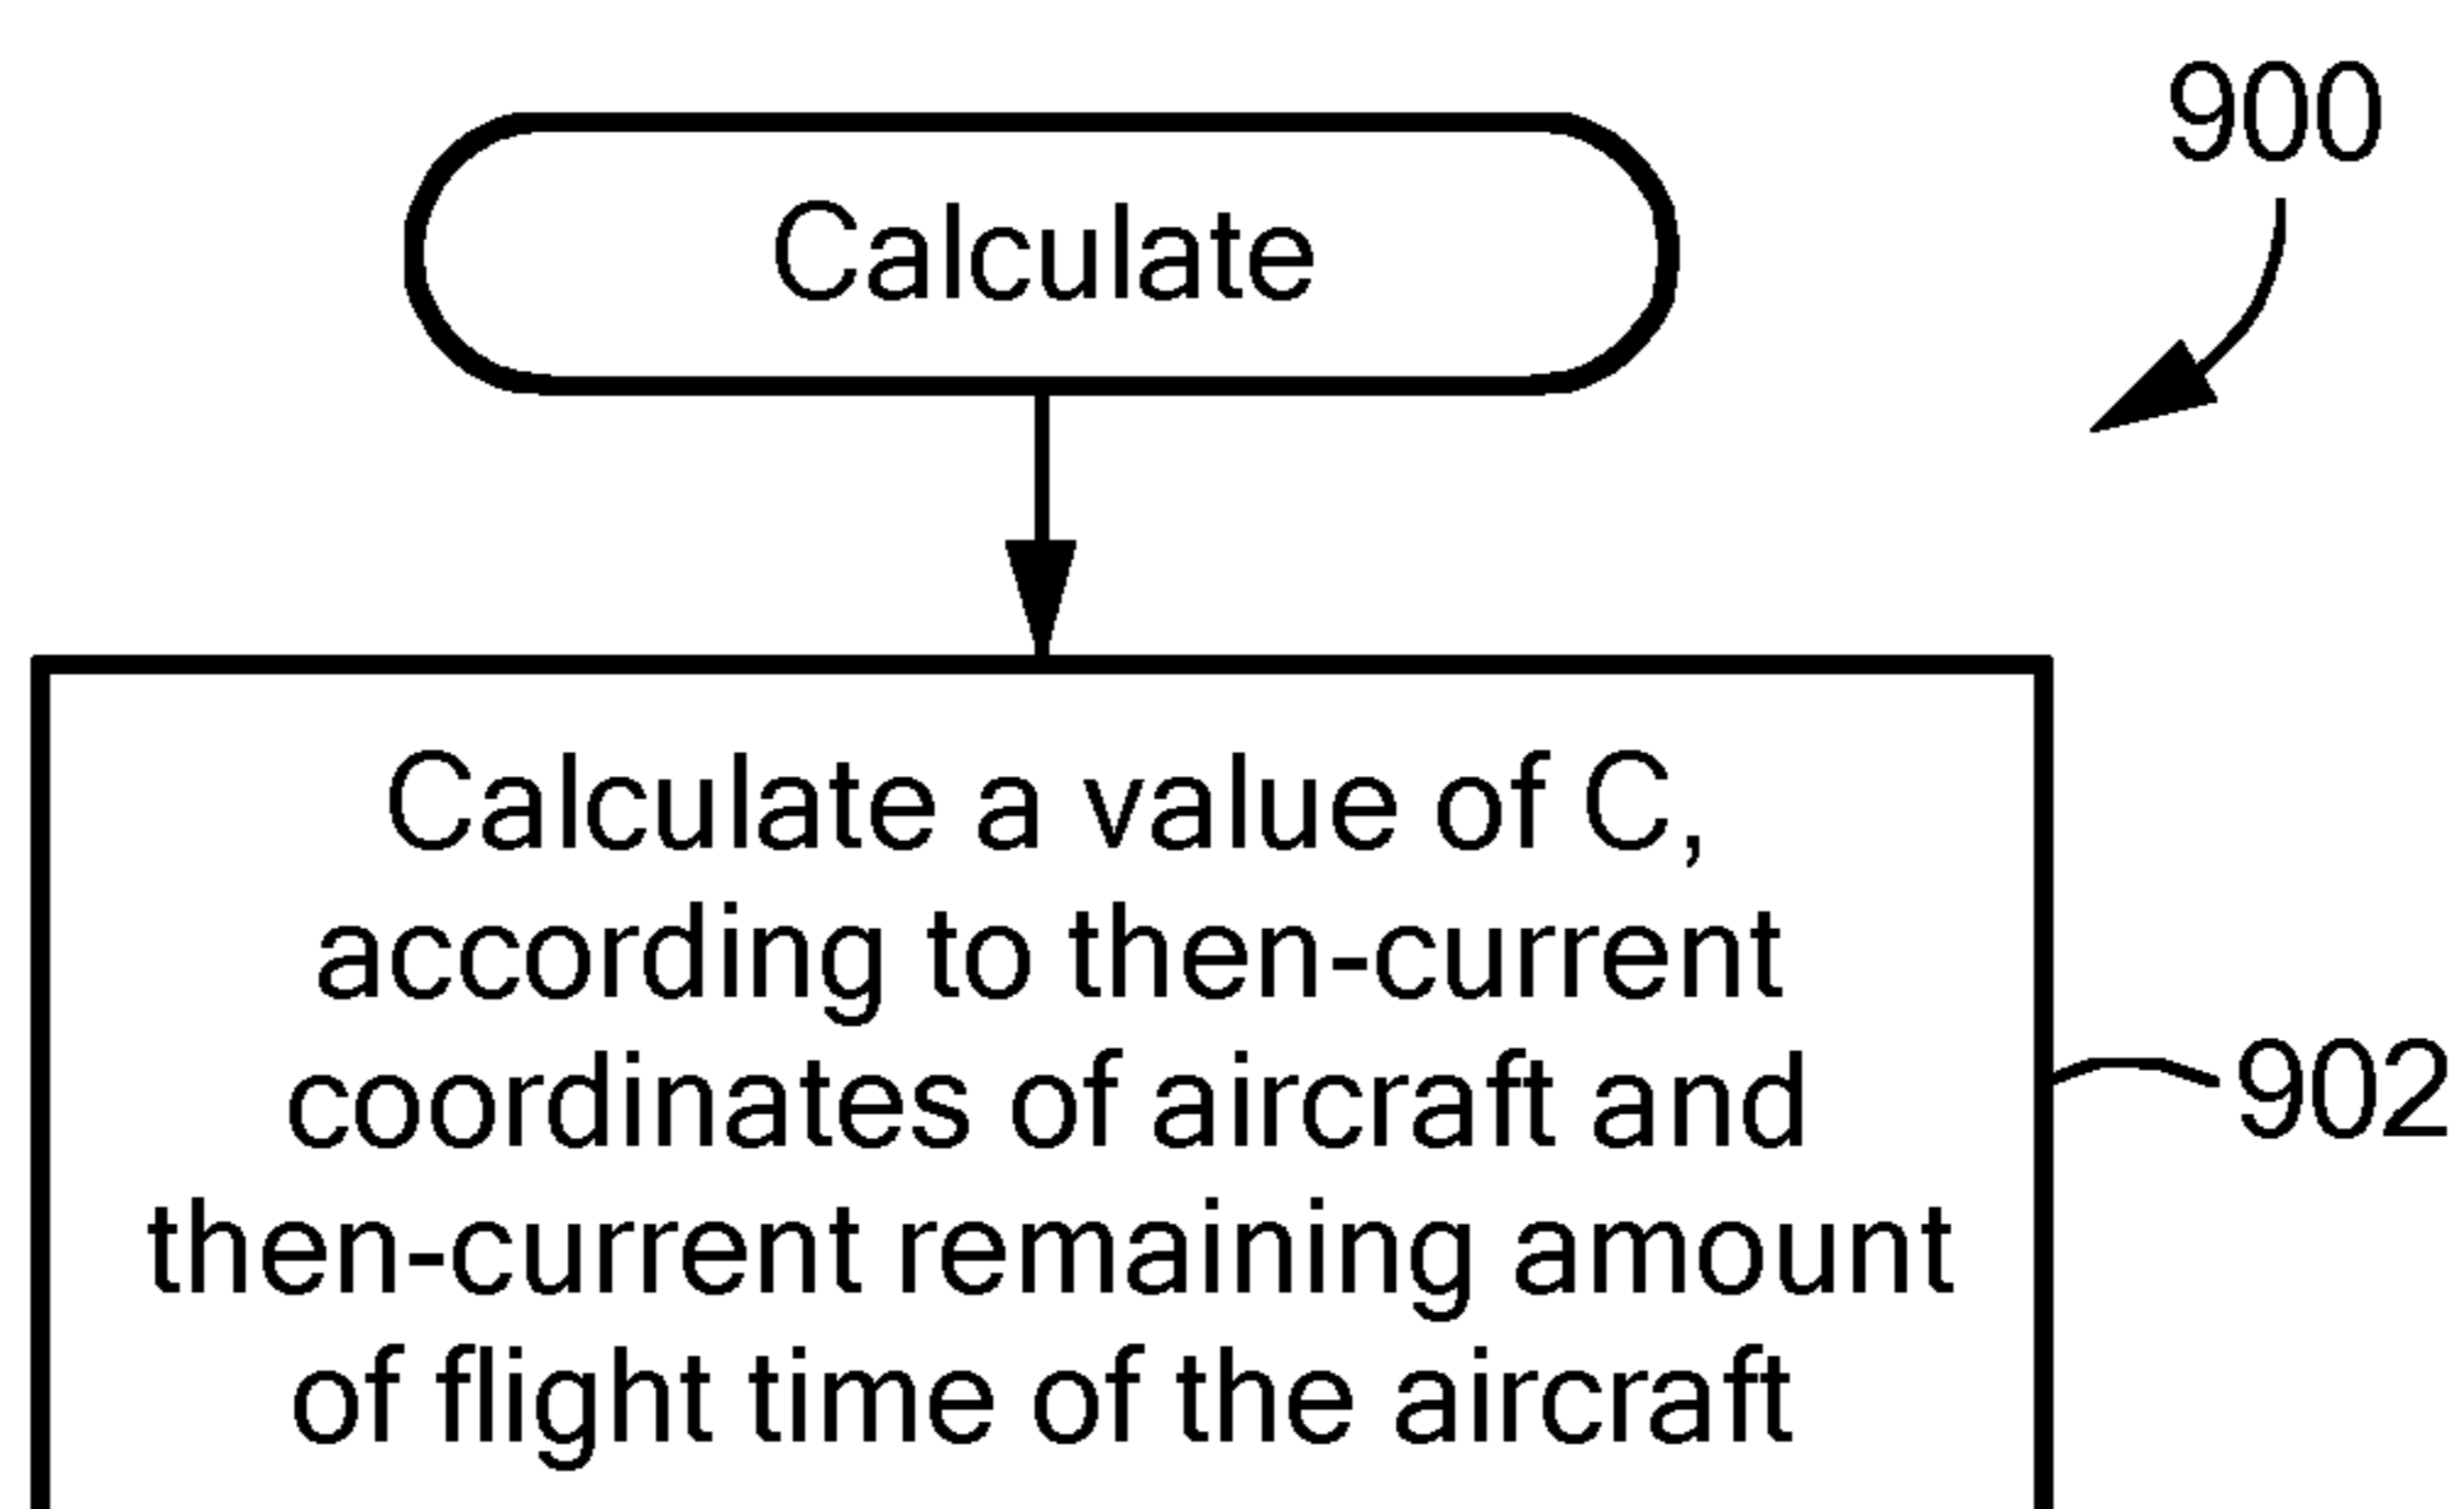 900
Calculate
Calculate a value of C,
according to then-current
coordinates of aircraft and
902
then-current remaining amount
of flight time of the aircraft